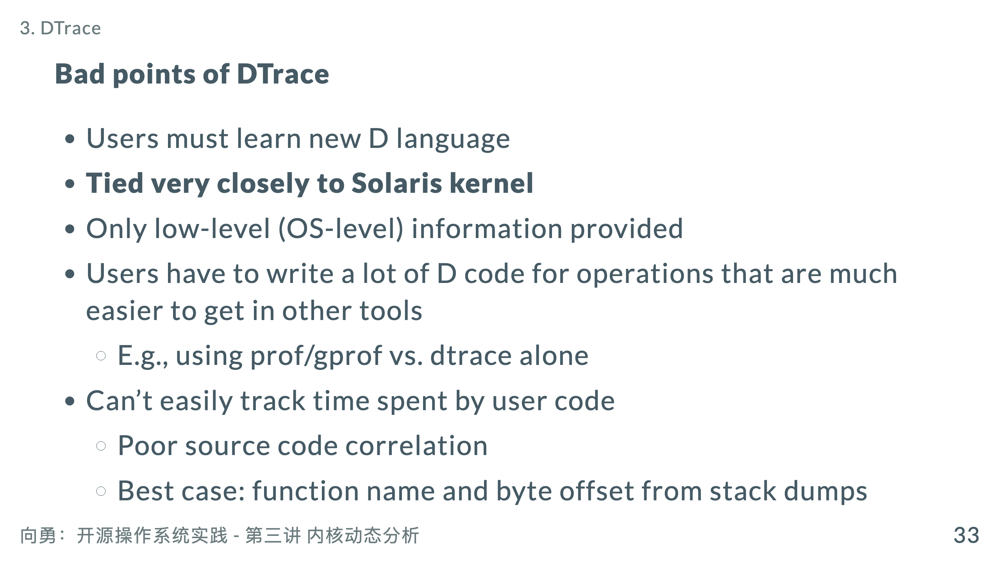 3. DTrace
Bad points of DTrace
• Users must learn new D language
• Tied very closely to Solaris kernel
• Only low-level (OS-level) information provided
• Users have to write a lot of D code for operations that are much
easier to get in other tools
○ E.g., using prof/gprof vs. dtrace alone
• Can’t easily track time spent by user code
○ Poor source code correlation
○ Best case: function name and byte offset from stack dumps
向勇：开源操作系统实践 - 第三讲 内核动态分析
33